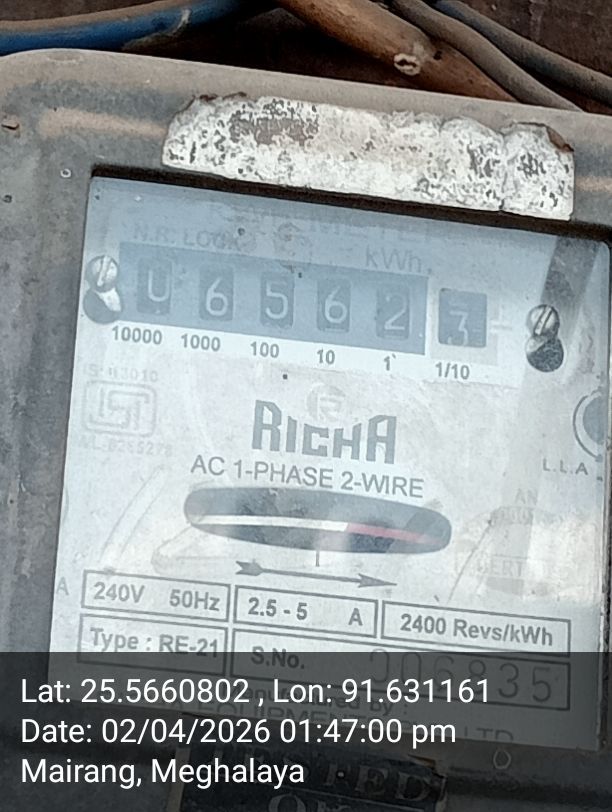 N.R. LOCK
kWh
0 6 5 6 2 3
10000 1000 100 10 1 1/10
RICHA
AC 1-PHASE 2-WIRE
L.L.A
240V 50Hz 2.5 - 5 A 2400 Revs/kWh
Type : RE-21 S.No. 006835
Lat: 25.5660802 , Lon: 91.631161
Date: 02/04/2026 01:47:00 pm
Mairang, Meghalaya